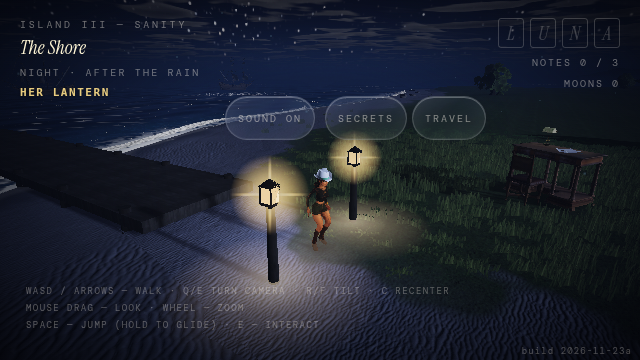 ISLAND III — SANITY
The Shore
NIGHT · AFTER THE RAIN
HER LANTERN
L U N A
NOTES 0 / 3
MOONS 0
SOUND ON
SECRETS
TRAVEL
WASD / ARROWS — WALK · Q/E TURN CAMERA · R/F TILT · C RECENTER
MOUSE DRAG — LOOK · WHEEL — ZOOM
SPACE — JUMP (HOLD TO GLIDE) · E — INTERACT
build 2026-11-23a